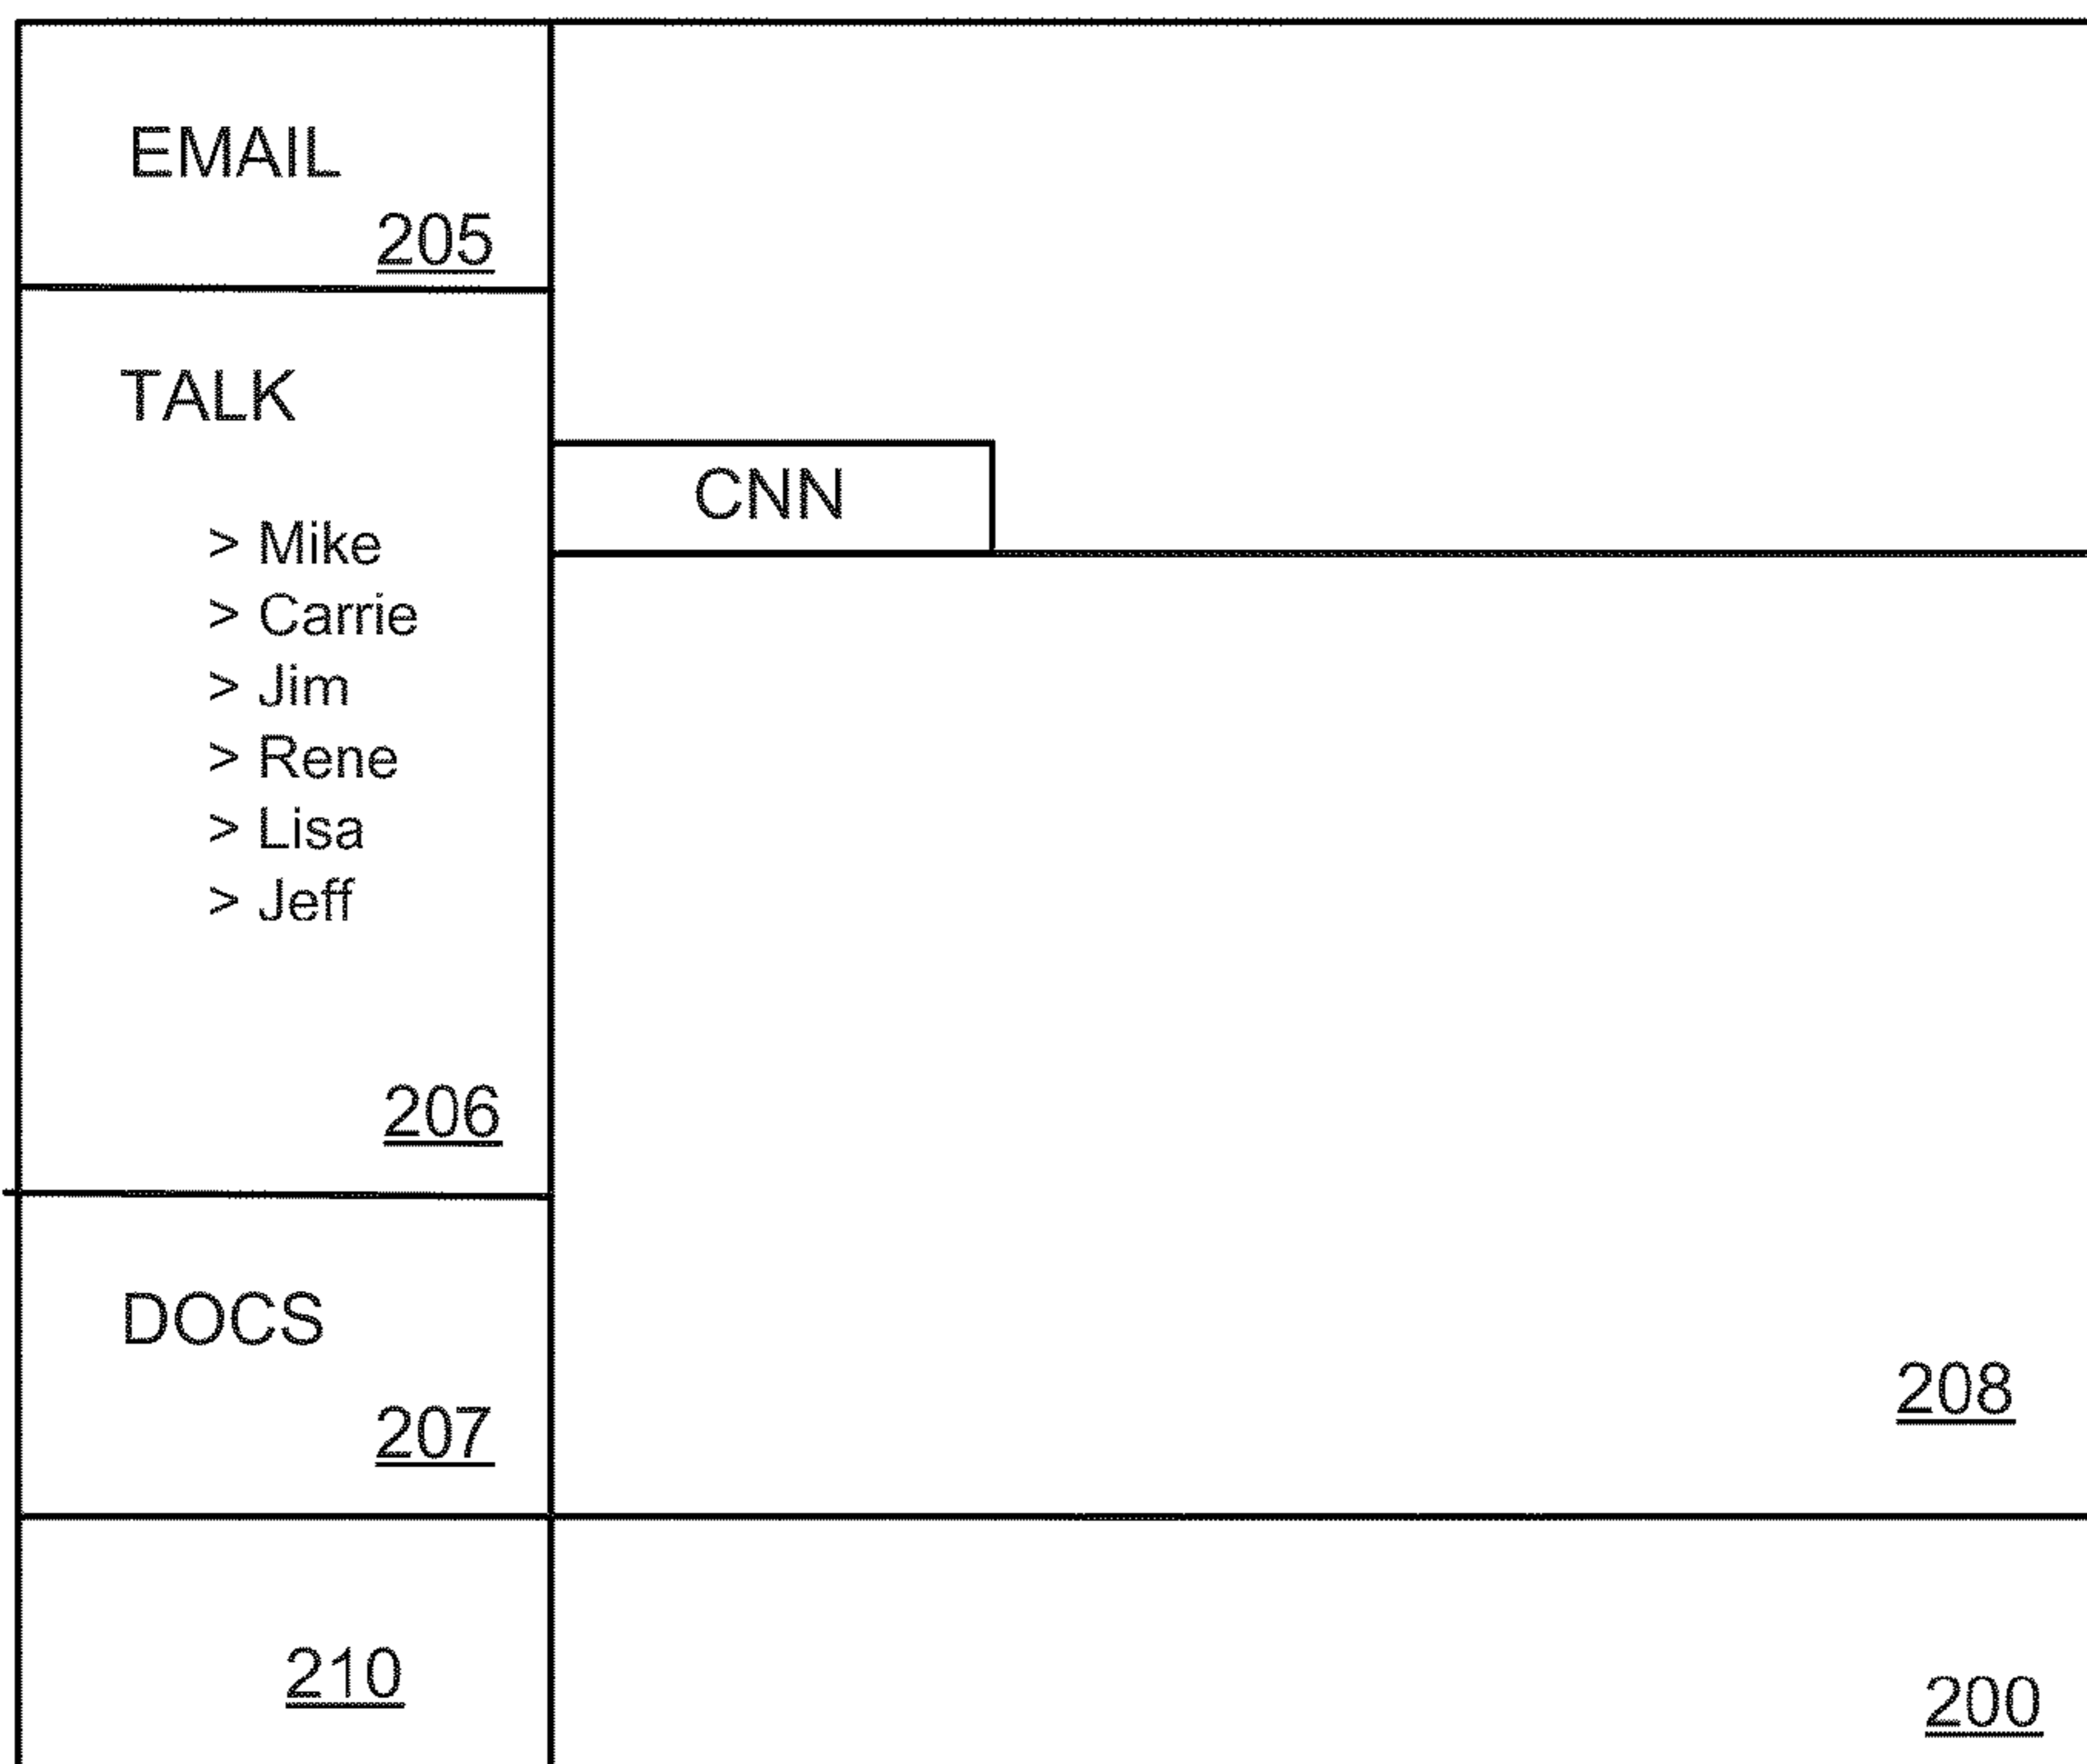 EMAIL
205
TALK
> Mike
> Carrie
> Jim
> Rene
> Lisa
> Jeff
206
DOCS
207
210
CNN
208
200